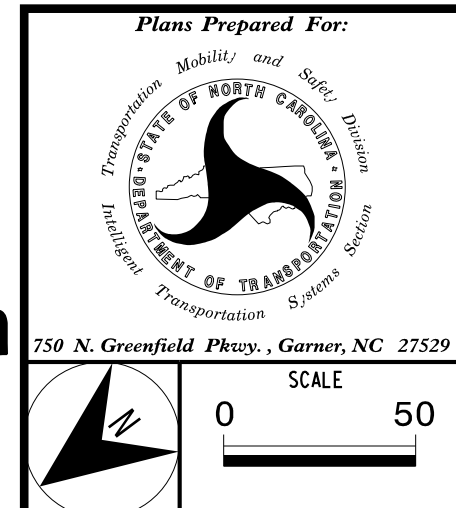 Plans Prepared For:
Transportation Mobility and Safety Division
STATE OF NORTH CAROLINA
DEPARTMENT OF TRANSPORTATION
Intelligent Transportation Systems Section
750 N. Greenfield Pkwy. , Garner, NC 27529
N
SCALE
0 50